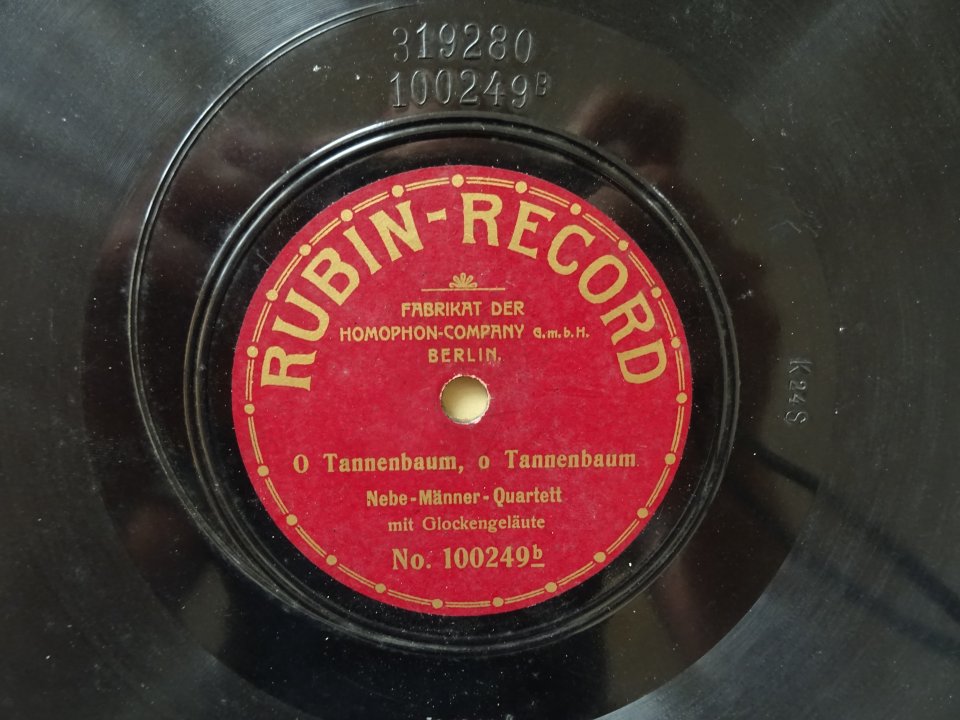 319280
100249B
RUBIN-RECORD
FABRIKAT DER
HOMOPHON-COMPANY G.m.b.H.
BERLIN.
O Tannenbaum, o Tannenbaum.
Nebe-Männer-Quartett
mit Glockengeläute
No. 100249b
K24S